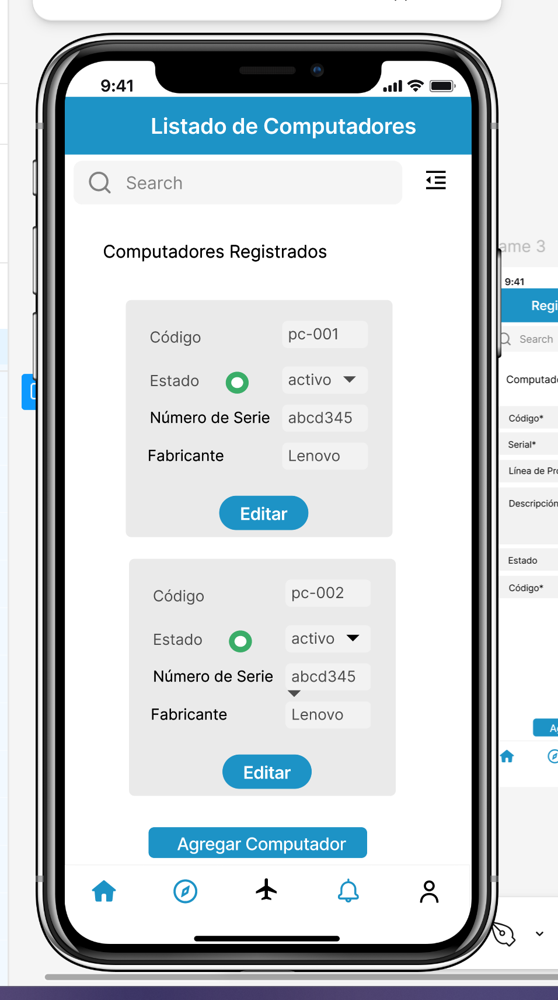 9:41
Listado de Computadores
Search
Computadores Registrados
Código pc-001
Estado activo
Número de Serie abcd345
Fabricante Lenovo
Editar
Código pc-002
Estado activo
Número de Serie abcd345
Fabricante Lenovo
Editar
Agregar Computador
ame 3
9:41
Regi
Search
Computad
Código*
Serial*
Línea de Pro
Descripción
Estado
Código*
A